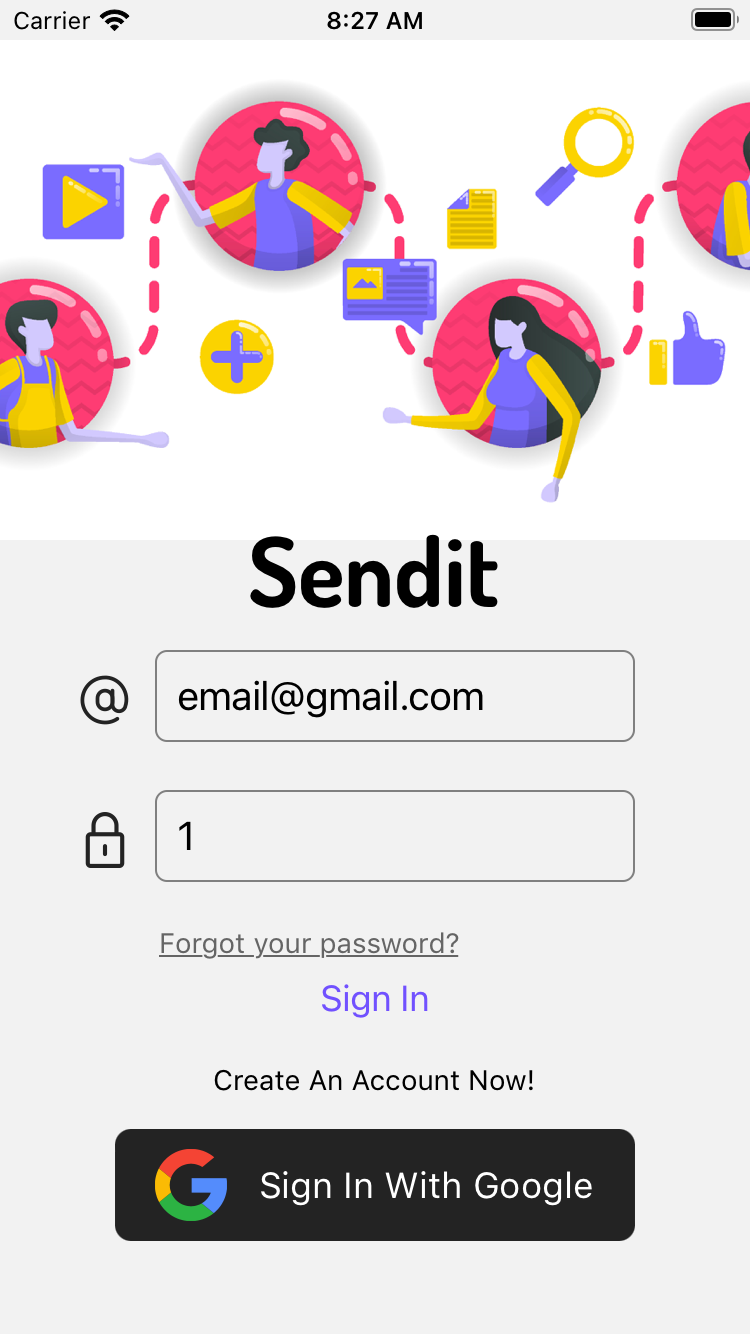 Carrier 8:27 AM
Sendit
@ email@gmail.com
1
Forgot your password?
Sign In
Create An Account Now!
Sign In With Google